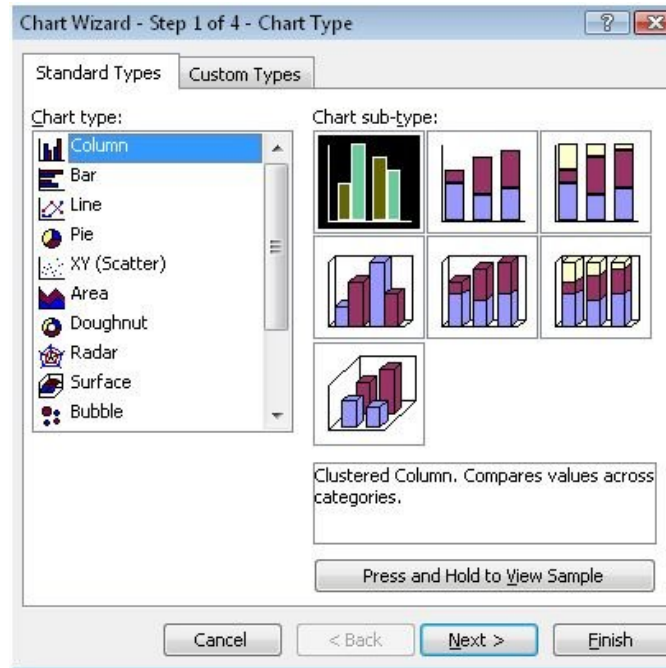 Chart Wizard - Step 1 of 4 - Chart Type
Standard Types
Custom Types
Chart type:
Column
Bar
Line
Pie
XY (Scatter)
Area
Doughnut
Radar
Surface
Bubble
Chart sub-type:
Clustered Column. Compares values across
categories.
Press and Hold to View Sample
Cancel
< Back
Next >
Finish